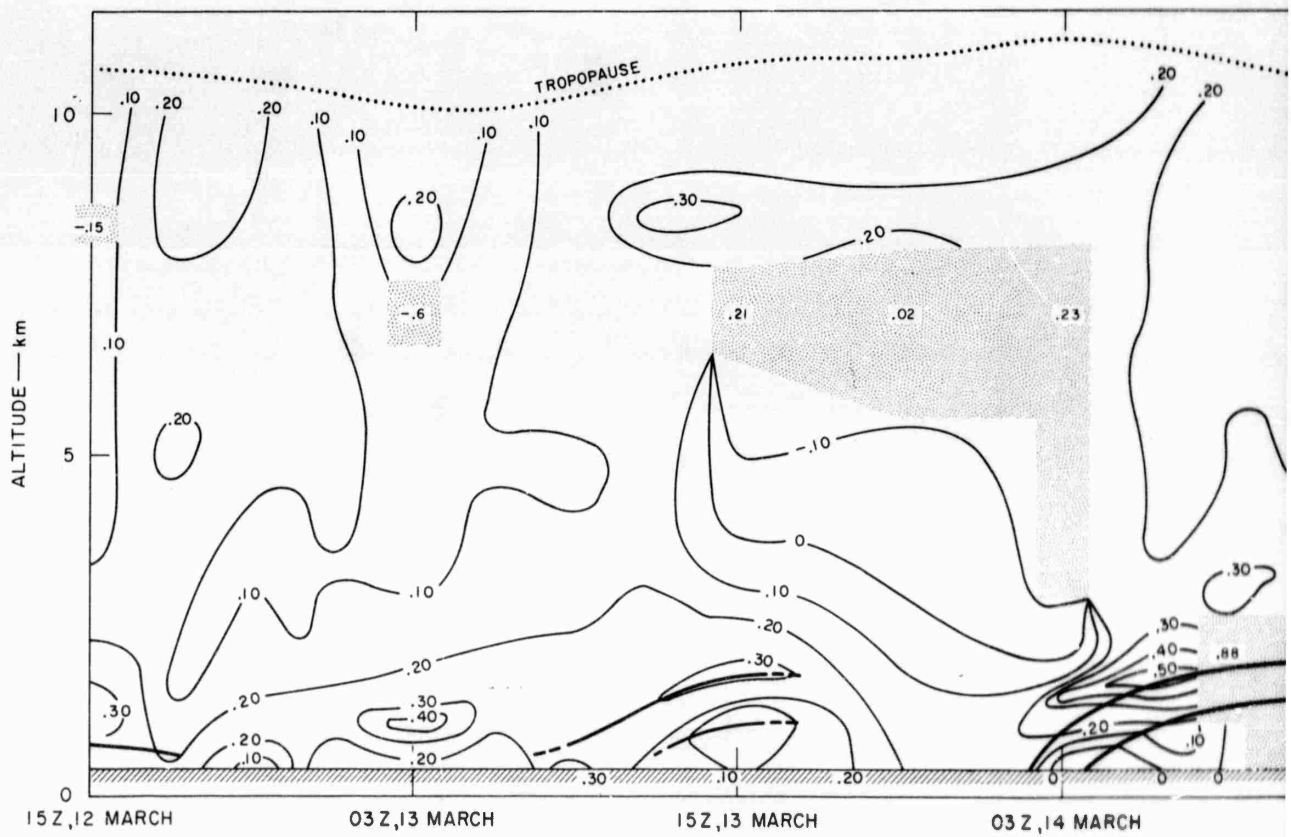 TROPOPAUSE
.20
.20
10
.10 .20 .20 .10 .10 .10 .10
.20 .30
-.15
.20
-.6 .21 .02 .23
.10
ALTITUDE — km
.20
5
-.10
0
.10 .10 .10
.30
.20 .30
.20 .30 .40 .88
.50
.30 .20 .30
.40 .20
.20 .20 .10
.10
.30 .10 .20 0 0 0
0
15Z, 12 MARCH 03Z, 13 MARCH 15Z, 13 MARCH 03Z, 14 MARCH